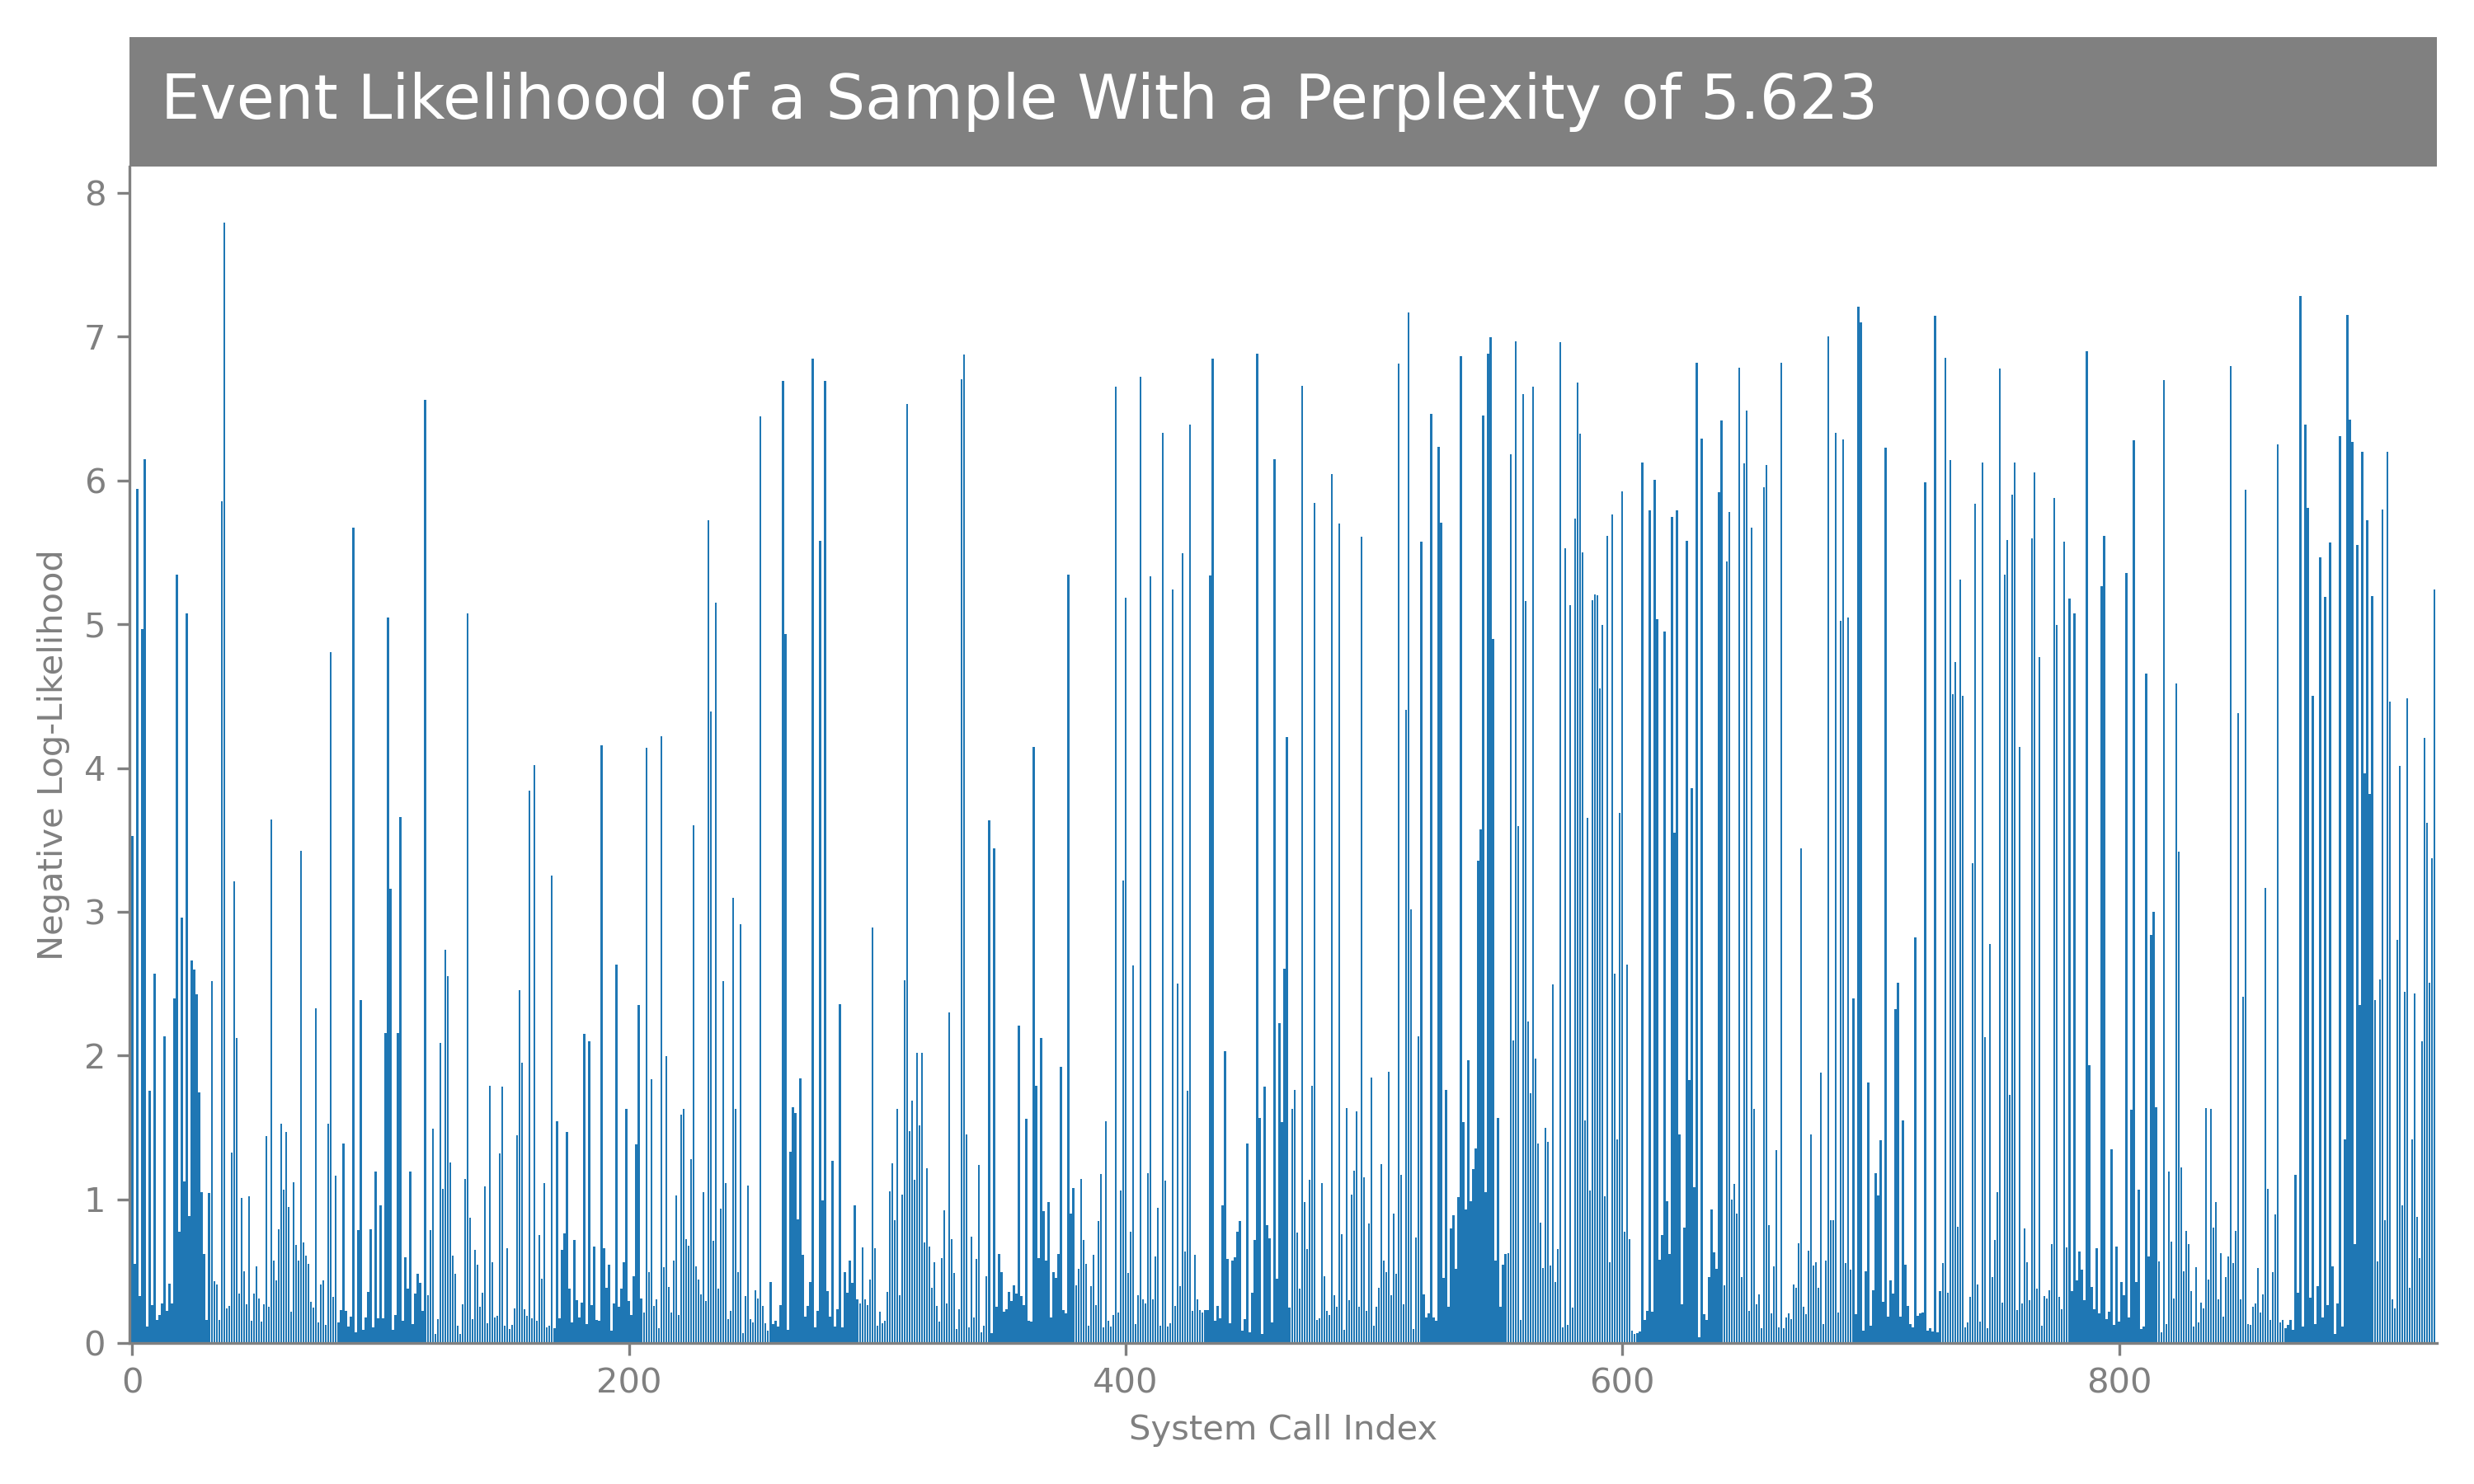 Event Likelihood of a Sample With a Perplexity of 5.623
8
7
6
5
4
3
2
1
0
Negative Log-Likelihood
0 200 400 600 800
System Call Index